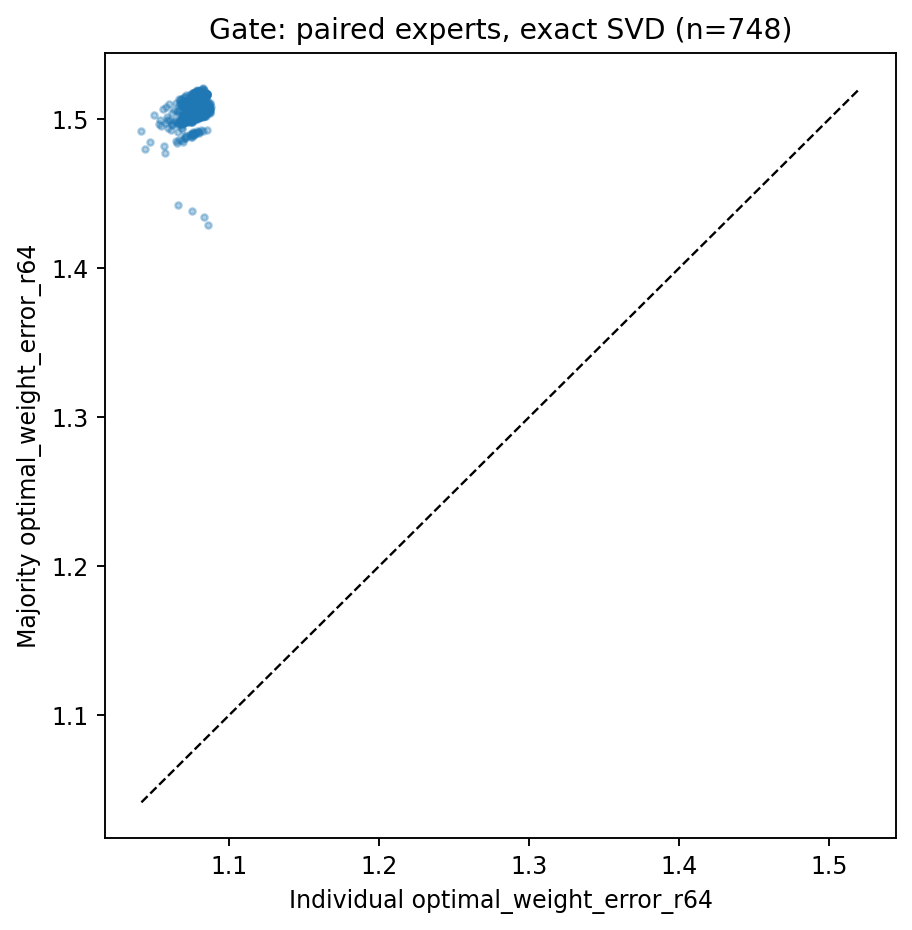 Gate: paired experts, exact SVD (n=748)
Majority optimal_weight_error_r64
1.5
1.4
1.3
1.2
1.1
1.1 1.2 1.3 1.4 1.5
Individual optimal_weight_error_r64